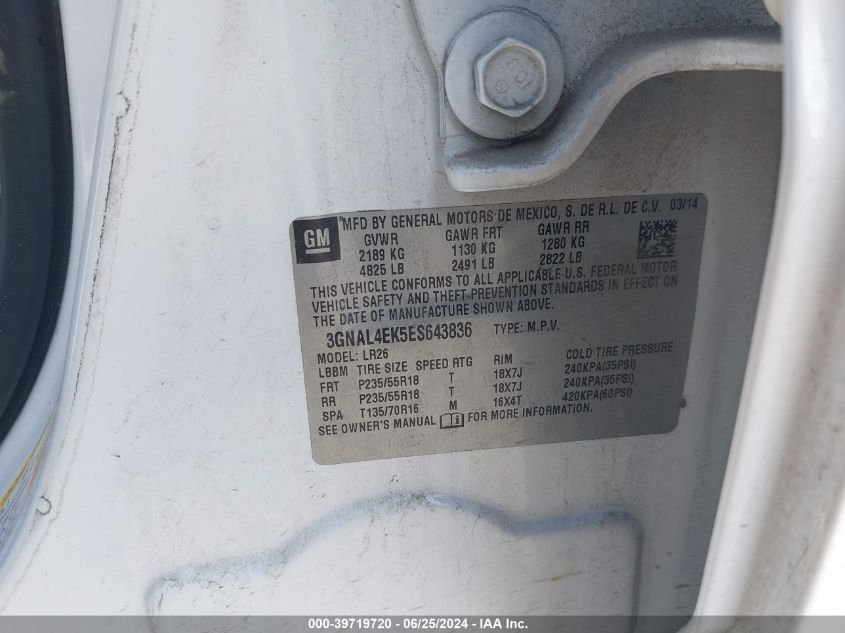 GM
MFD BY GENERAL MOTORS DE MEXICO, S. DE R.L. DE C.V. 03/14
GVWR GAWR FRT GAWR RR
2189 KG 1130 KG 1280 KG
4825 LB 2491 LB 2822 LB
THIS VEHICLE CONFORMS TO ALL APPLICABLE U.S. FEDERAL MOTOR
VEHICLE SAFETY AND THEFT PREVENTION STANDARDS IN EFFECT ON
THE DATE OF MANUFACTURE SHOWN ABOVE.
3GNAL4EK5ES643836 TYPE: M.P.V.
MODEL: LR26
LBBM TIRE SIZE SPEED RTG RIM COLD TIRE PRESSURE
FRT P235/55R18 T 18X7J 240KPA(35PSI)
RR P235/55R18 T 18X7J 240KPA(35PSI)
SPA T135/70R16 M 16X4T 420KPA(60PSI)
SEE OWNER'S MANUAL FOR MORE INFORMATION.
000-39719720 - 06/25/2024 - IAA Inc.